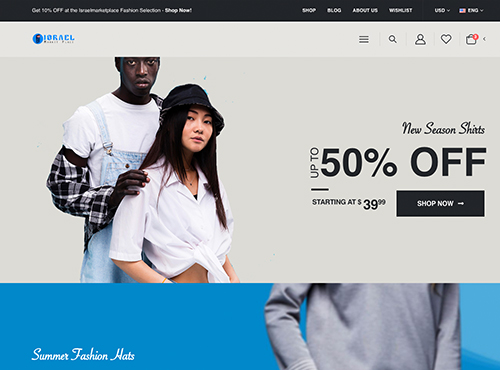 Get 10% OFF at the Israelmarketplace Fashion Selection - Shop Now!
SHOP BLOG ABOUT US WISHLIST USD ENG
ISRAEL
New Season Shirts
UP TO 50% OFF
STARTING AT $ 39 99
SHOP NOW
Summer Fashion Hats